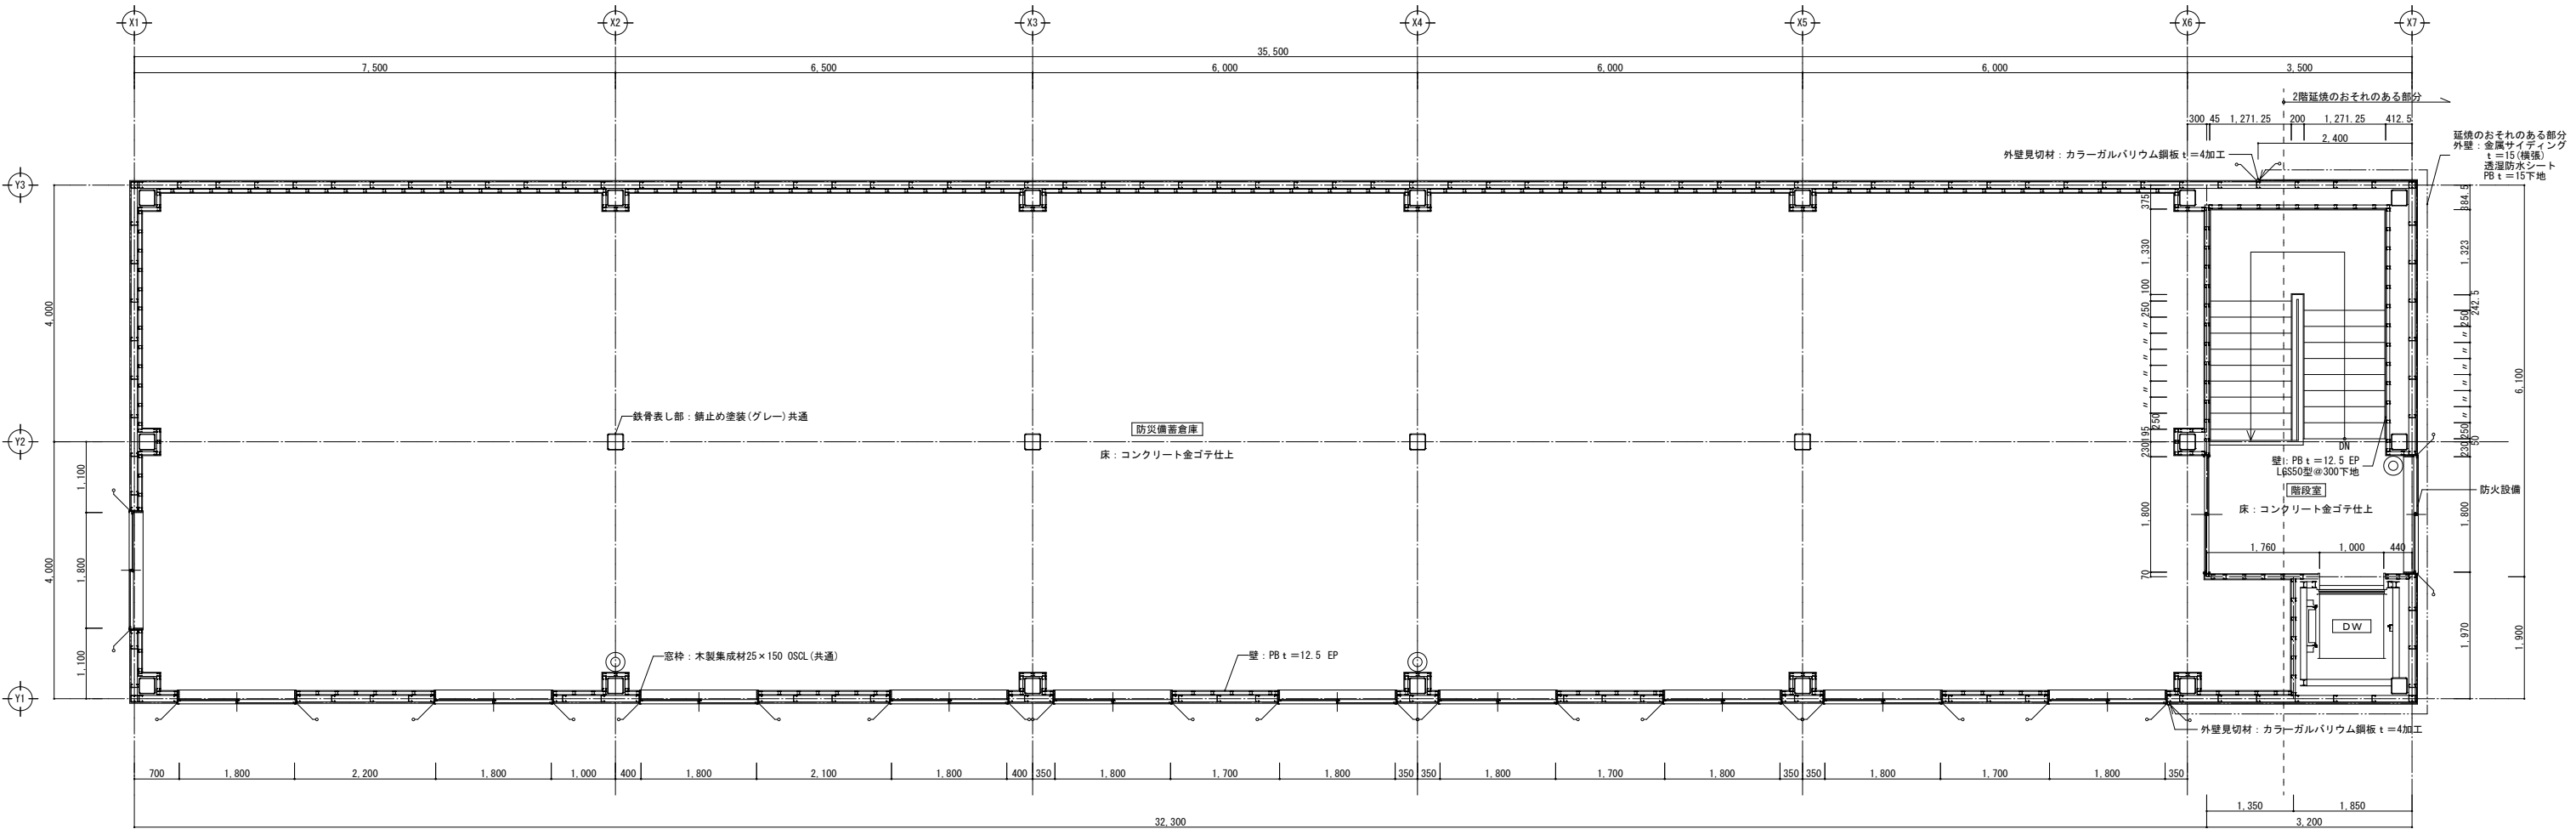 X1
X2
X3
X4
X5
X6
X7
35,500
7,500
6,500
6,000
6,000
6,000
3,500
2階延焼のおそれのある部分
300 45 1,271.25 200 1,271.25 412.5
2,400
延焼のおそれのある部分
外壁：金属サイディング
t＝15(横張)
透湿防水シート
PBt＝15下地
外壁見切材：カラーガルバリウム鋼板t＝4加工
Y3
Y2
Y1
4,000
4,000
1,100
1,800
1,100
375
1,330
100
250
〃
〃
〃
〃
〃
〃
250
195
230
1,800
70
384.5
1,323
242.5
250
〃
〃
〃
〃
〃
〃
250
50
230
1,800
1,970
6,100
1,900
鉄骨表し部：錆止め塗装(グレー)共通
防災備蓄倉庫
床：コンクリート金ゴテ仕上
DN
壁：PBt＝12.5 EP
LGS50型@300下地
階段室
床：コンクリート金ゴテ仕上
防火設備
1,760
1,000
440
DW
窓枠：木製集成材25×150 OSCL(共通)
壁：PBt＝12.5 EP
外壁見切材：カラーガルバリウム鋼板t＝4加工
700 1,800 2,200 1,800 1,000 400 1,800 2,100 1,800 400 350 1,800 1,700 1,800 350 350 1,800 1,700 1,800 350 350 1,800 1,700 1,800 350
1,350
1,850
32,300
3,200